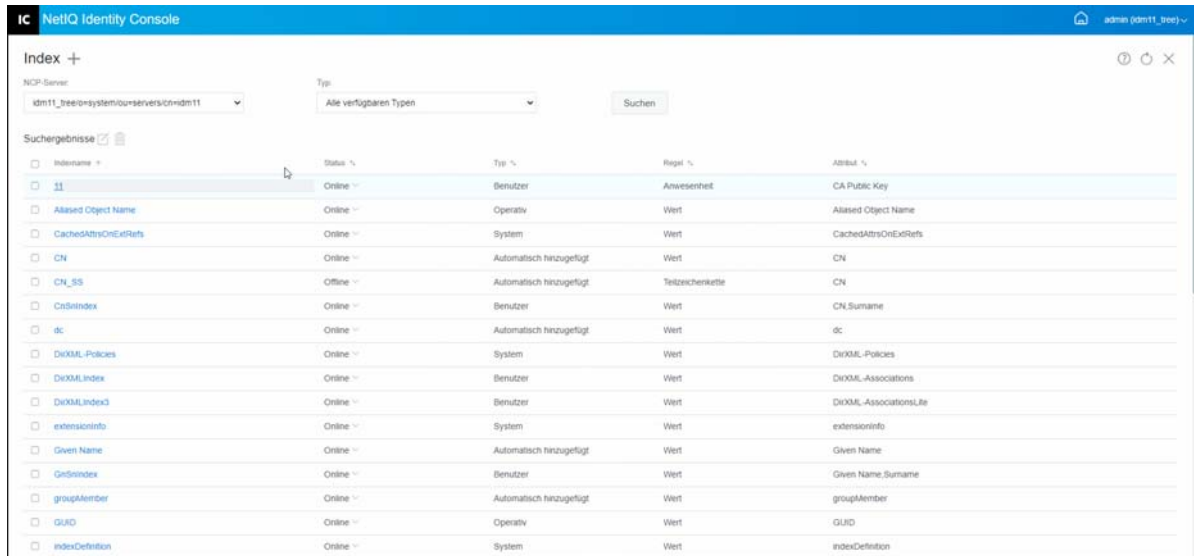 IC NetIQ Identity Console admin (idm11_tree)
Index
NCP-Server: Typ:
idm11_tree/o=system/ou=servers/cn=idm11 Alle verfügbaren Typen Suchen
Suchergebnisse
Indexname Status Typ Regel Attribut
11 Online Benutzer Anwesenheit CA Public Key
Aliased Object Name Online Operativ Wert Aliased Object Name
CachedAttrsOnExtRefs Online System Wert CachedAttrsOnExtRefs
CN Online Automatisch hinzugefügt Wert CN
CN_SS Offline Automatisch hinzugefügt Teilzeichenkette CN
CnSnIndex Online Benutzer Wert CN,Surname
dc Online Automatisch hinzugefügt Wert dc
DirXML-Policies Online System Wert DirXML-Policies
DirXMLIndex Online Benutzer Wert DirXML-Associations
DirXMLIndex3 Online Benutzer Wert DirXML-AssociationsLite
extensionInfo Online System Wert extensionInfo
Given Name Online Automatisch hinzugefügt Wert Given Name
GnSnIndex Online Benutzer Wert Given Name,Surname
groupMember Online Automatisch hinzugefügt Wert groupMember
GUID Online Operativ Wert GUID
indexDefinition Online System Wert indexDefinition